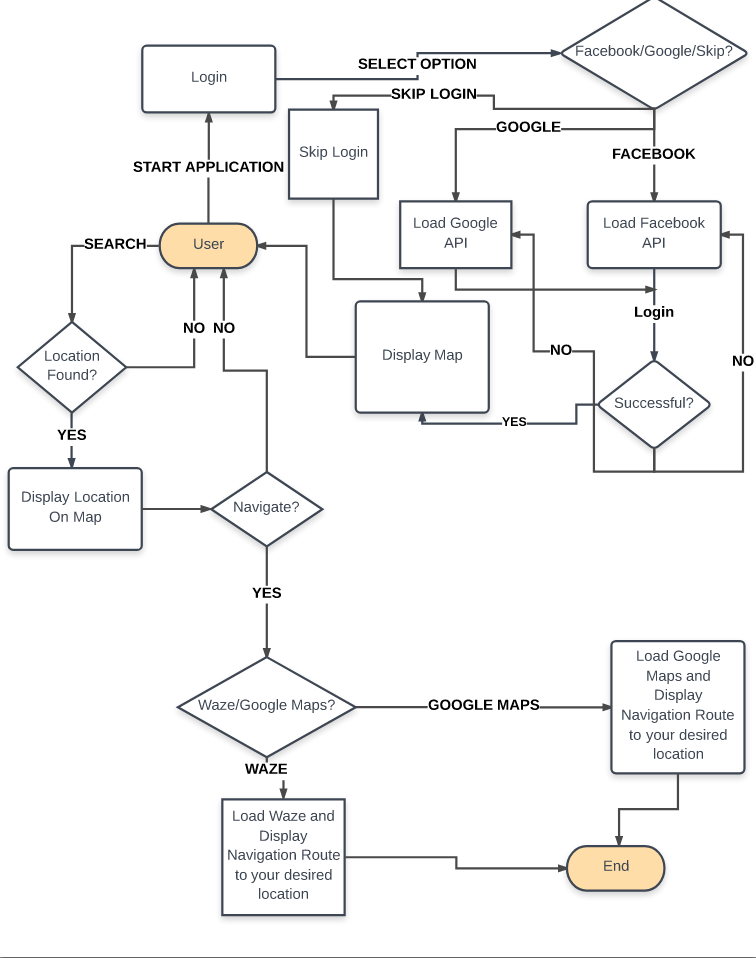 Facebook/Google/Skip?
SELECT OPTION
Login
SKIP LOGIN
GOOGLE
Skip Login
FACEBOOK
START APPLICATION
Load Google
API
Load Facebook
API
SEARCH
User
Login
NO
NO
Location
Found?
Display Map
NO
NO
Successful?
YES
YES
Display Location
On Map
Navigate?
YES
Load Google
Maps and
Display
Navigation Route
to your desired
location
Waze/Google Maps?
GOOGLE MAPS
WAZE
Load Waze and
Display
Navigation Route
to your desired
location
End